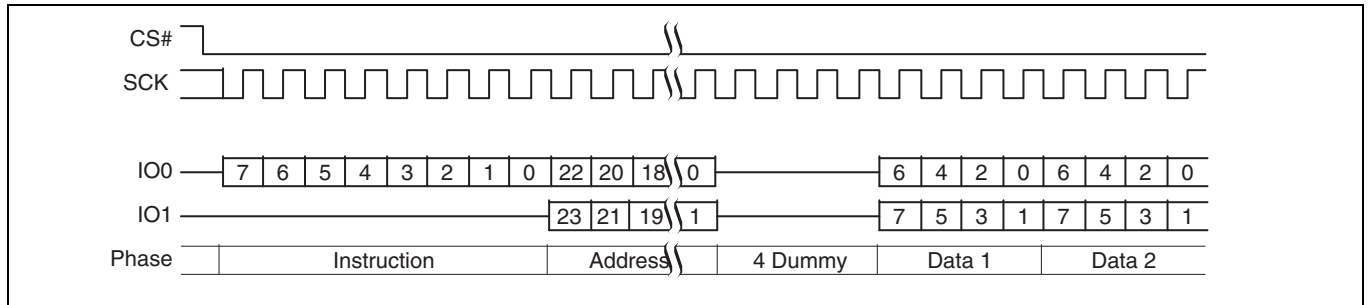 CS#
SCK
IO0 7 6 5 4 3 2 1 0 22 20 18 0 6 4 2 0 6 4 2 0
IO1 23 21 19 1 7 5 3 1 7 5 3 1
Phase Instruction Address 4 Dummy Data 1 Data 2